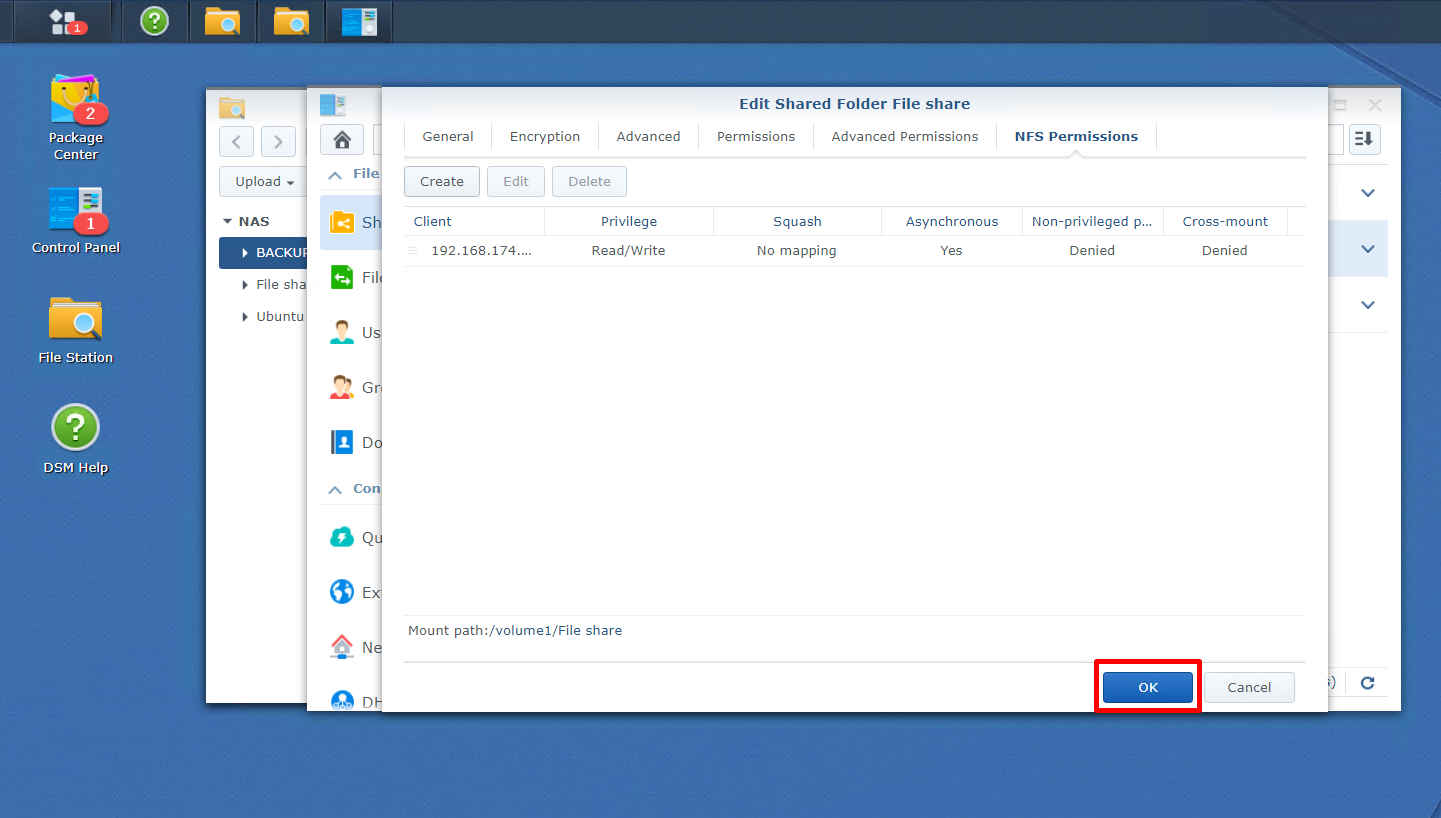 1
2
Package
Center
1
Control Panel
File Station
DSM Help
Upload
NAS
BACKUP
File sha
Ubuntu
File
Sh
File
Us
Gr
Do
Con
Qu
Ex
Ne
DH
Edit Shared Folder File share
General Encryption Advanced Permissions Advanced Permissions NFS Permissions
Create Edit Delete
Client Privilege Squash Asynchronous Non-privileged p... Cross-mount
192.168.174.... Read/Write No mapping Yes Denied Denied
Mount path:/volume1/File share
OK Cancel